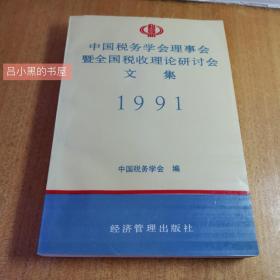 吕小黑的书屋
中国税务学会理事会
暨全国税收理论研讨会
文 集
1991
中国税务学会 编
经济管理出版社